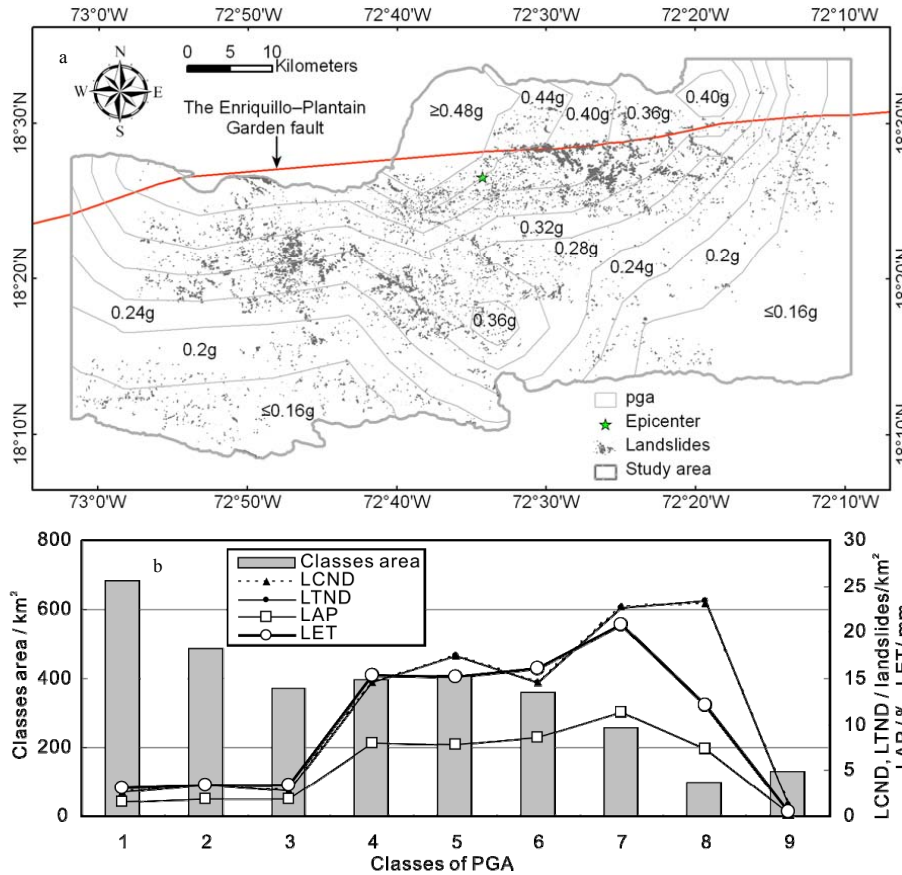 a
N
W E
S
0 5 10
Kilometers
The Enriquillo–Plantain
Garden fault
72°50'W
72°40'W
72°30'W
72°20'W
72°10'W
18°30'N
18°20'N
18°10'N
18°30'N
18°20'N
18°10'N
≥0.48g
0.44g
0.40g
0.36g
0.40g
0.32g
0.28g
0.24g
0.2g
≤0.16g
0.36g
0.24g
0.2g
≤0.16g
pga
Epicenter
Landslides
Study area
73°0'W
72°50'W
72°40'W
72°30'W
72°20'W
72°10'W
b
Classes area
LCND
LTND
LAP
LET
800
600
400
200
0
30
25
20
15
10
5
0
Classes area / km²
LCND, LTND / landslides/km²
1 2 3 4 5 6 7 8 9
Classes of PGA